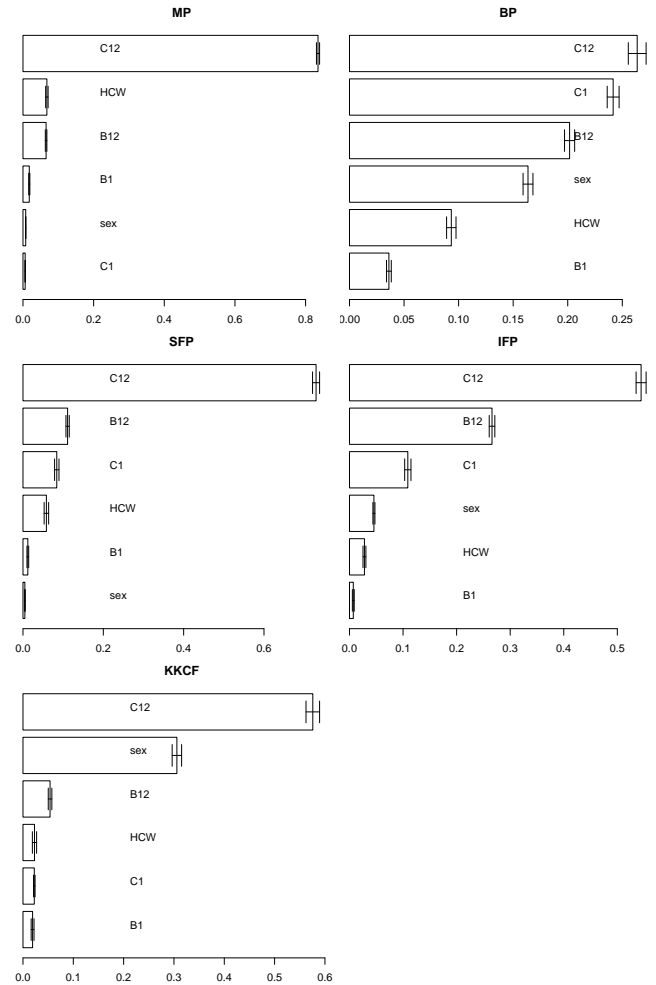 MP
C12
HCW
B12
B1
sex
C1
0.0 0.2 0.4 0.6 0.8
BP
C12
C1
B12
sex
HCW
B1
0.00 0.05 0.10 0.15 0.20 0.25
SFP
C12
B12
C1
HCW
B1
sex
0.0 0.2 0.4 0.6
IFP
C12
B12
C1
sex
HCW
B1
0.0 0.1 0.2 0.3 0.4 0.5
KKCF
C12
sex
B12
HCW
C1
B1
0.0 0.1 0.2 0.3 0.4 0.5 0.6